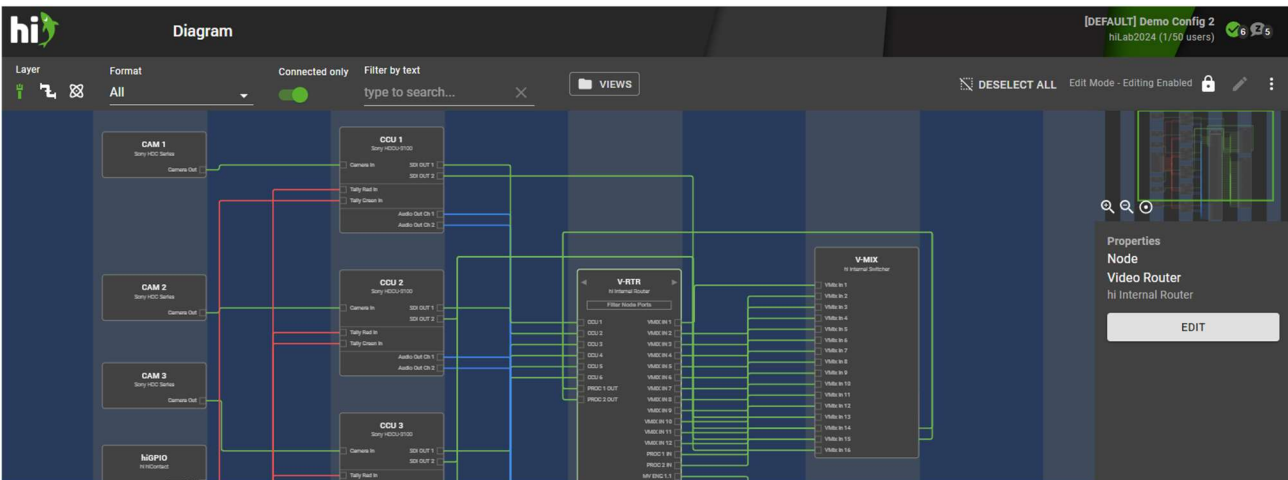 hi
Diagram
[DEFAULT] Demo Config 2
hiLab2024 (1/50 users)
6
5
Layer
Format
All
Connected only
Filter by text
type to search...
VIEWS
DESELECT ALL
Edit Mode - Editing Enabled
CAM 1
Sony HDC Series
Camera Out
CAM 2
Sony HDC Series
Camera Out
CAM 3
Sony HDC Series
Camera Out
hiGPIO
hi hiContact
CCU 1
Sony HDCU-3100
Camera In
SDI OUT 1
SDI OUT 2
Tally Red In
Tally Green In
Audio Out Ch 1
Audio Out Ch 2
CCU 2
Sony HDCU-3100
Camera In
SDI OUT 1
SDI OUT 2
Tally Red In
Tally Green In
Audio Out Ch 1
Audio Out Ch 2
CCU 3
Sony HDCU-3100
Camera In
SDI OUT 1
SDI OUT 2
Tally Red In
V-RTR
hi Internal Router
Filter Node Ports
CCU 1 VMIX IN 1
CCU 2 VMIX IN 2
CCU 3 VMIX IN 3
CCU 4 VMIX IN 4
CCU 5 VMIX IN 5
CCU 6 VMIX IN 6
PROC 1 OUT VMIX IN 7
PROC 2 OUT VMIX IN 8
VMIX IN 9
VMIX IN 10
VMIX IN 11
VMIX IN 12
PROC 1 IN
PROC 2 IN
MV ENG 1.1
V-MIX
hi Internal Switcher
VMix In 1
VMix In 2
VMix In 3
VMix In 4
VMix In 5
VMix In 6
VMix In 7
VMix In 8
VMix In 9
VMix In 10
VMix In 11
VMix In 12
VMix In 13
VMix In 14
VMix In 15
VMix In 16
Properties
Node
Video Router
hi Internal Router
EDIT